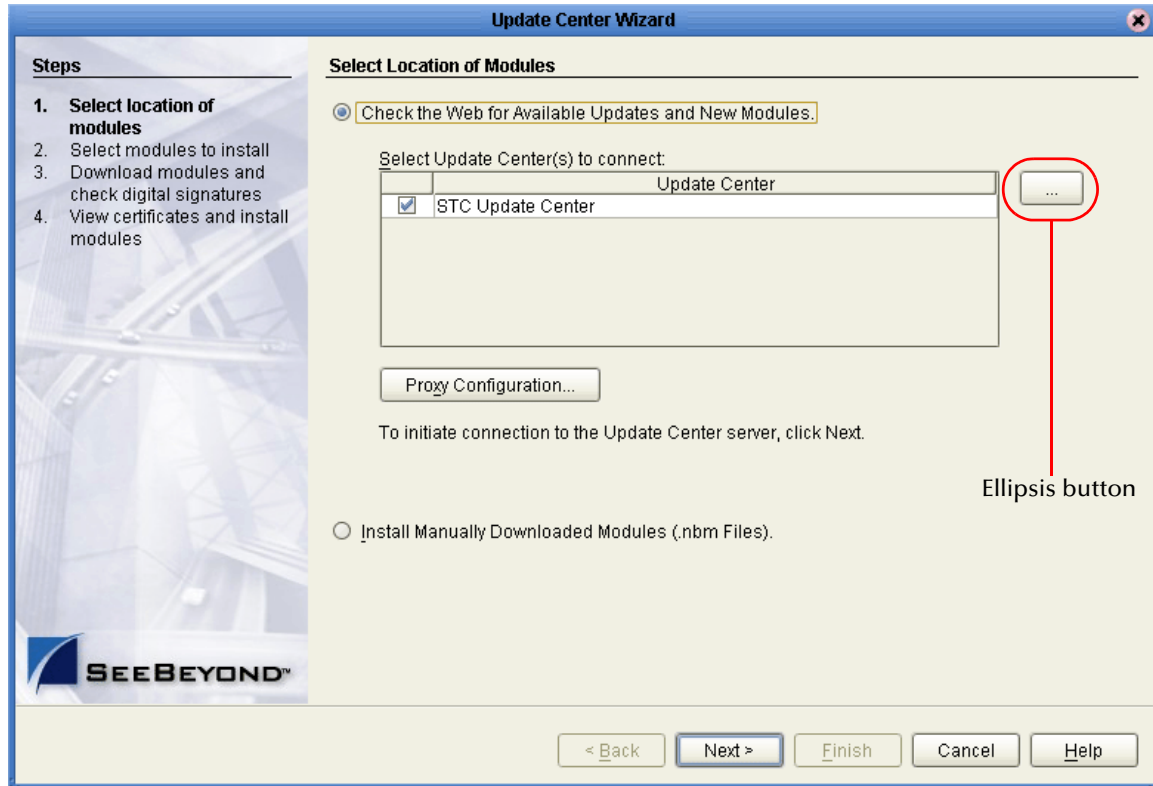 Update Center Wizard
Steps
1. Select location of
modules
2. Select modules to install
3. Download modules and
check digital signatures
4. View certificates and install
modules
SEEBEYOND™
Select Location of Modules
Check the Web for Available Updates and New Modules.
Select Update Center(s) to connect:
Update Center
STC Update Center
...
Proxy Configuration...
To initiate connection to the Update Center server, click Next.
Ellipsis button
Install Manually Downloaded Modules (.nbm Files).
< Back
Next >
Finish
Cancel
Help